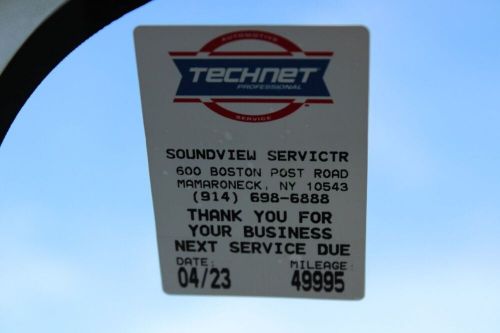 AUTOMOTIVE
TECHNET
PROFESSIONAL
SERVICE
SOUNDVIEW SERVICTR
600 BOSTON POST ROAD
MAMARONECK, NY 10543
(914) 698-6888
THANK YOU FOR
YOUR BUSINESS
NEXT SERVICE DUE
DATE: MILEAGE:
04/23 49995